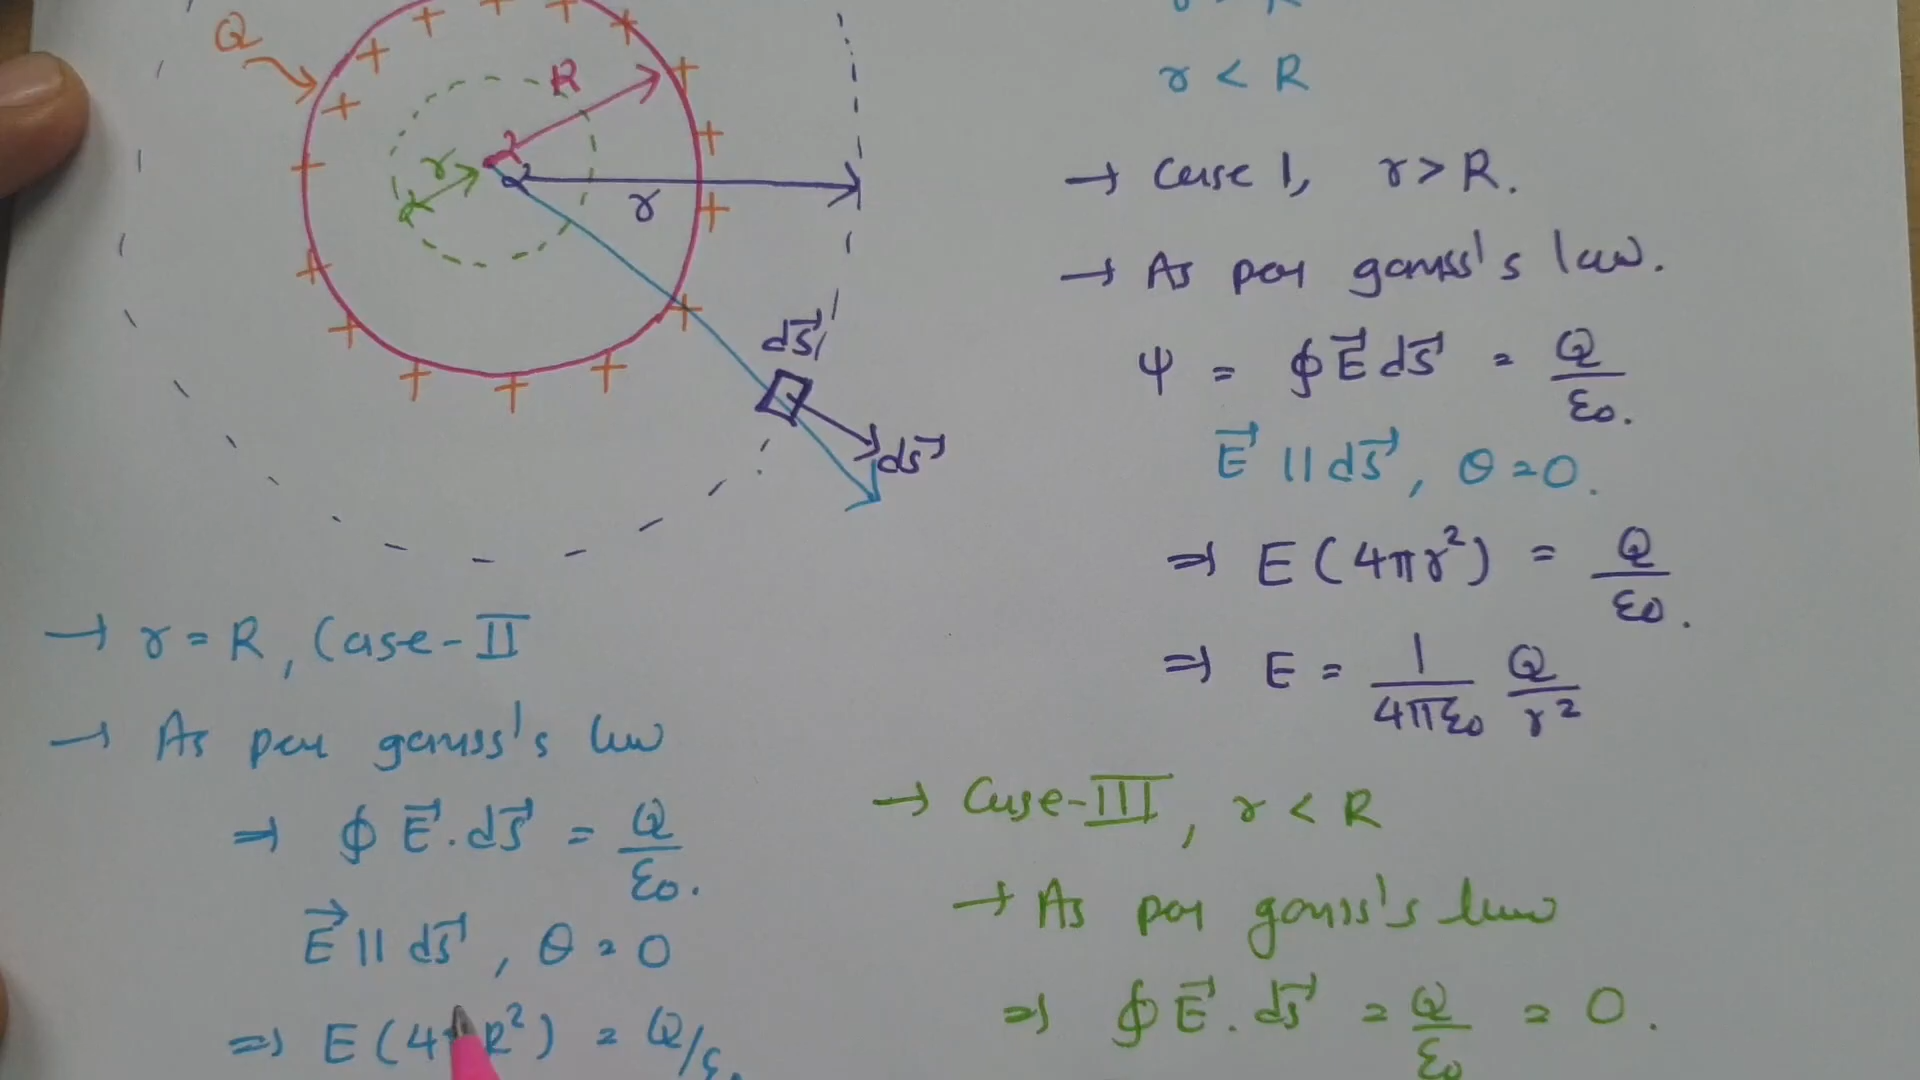 Q
R
r
r
ds⃗
ds⃗
r < R
→ Case 1, r > R.
→ As per gauss's law.
Ψ = ∮ E⃗ ds⃗ = Q/ε0.
E⃗ || ds⃗, θ = 0.
⇒ E (4πr²) = Q/ε0.
⇒ E = 1/4πε0 Q/r²
→ r = R, Case-II
→ As per gauss's law
⇒ ∮ E⃗ . ds⃗ = Q/ε0.
E⃗ || ds⃗, θ = 0
⇒ E (4πR²) = Q/ε
→ Case-III, r < R
→ As per gauss's law
⇒ ∮ E⃗ . ds⃗ = Q/ε0 = 0.